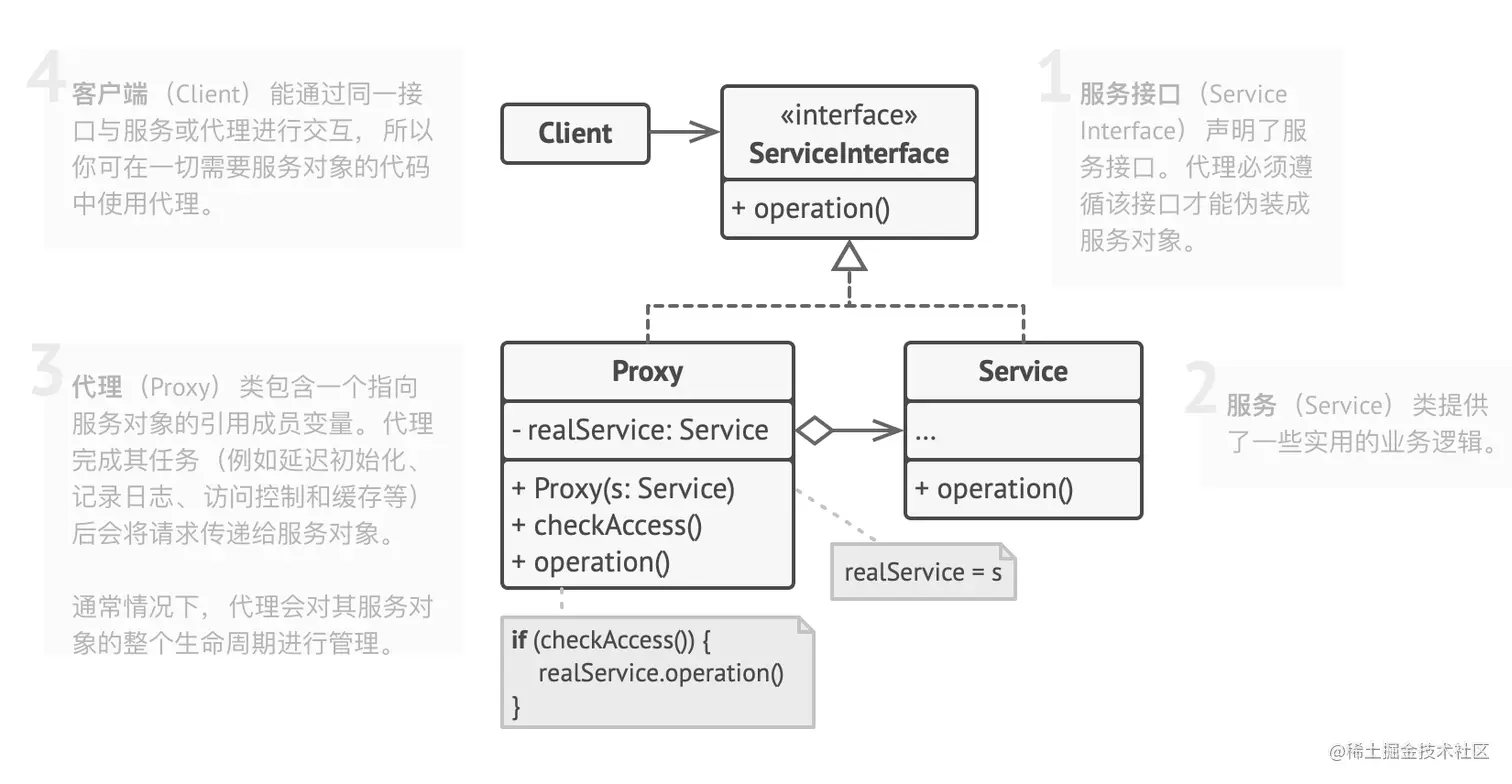 4
客户端（Client） 能通过同一接
口与服务或代理进行交互， 所以
你可在一切需要服务对象的代码
中使用代理。
Client
«interface»
ServiceInterface
+ operation()
1
服务接口 （Service
Interface） 声明了服
务接口。代理必须遵
循该接口才能伪装成
服务对象。
3
代理 （Proxy） 类包含一个指向
服务对象的引用成员变量。代理
完成其任务（例如延迟初始化、
记录日志、访问控制和缓存等）
后会将请求传递给服务对象。
通常情况下， 代理会对其服务对
象的整个生命周期进行管理。
Proxy
- realService: Service
+ Proxy(s: Service)
+ checkAccess()
+ operation()
Service
...
+ operation()
2
服务 （Service） 类提供
了一些实用的业务逻辑。
realService = s
if (checkAccess()) {
realService.operation()
}
@稀土掘金技术社区